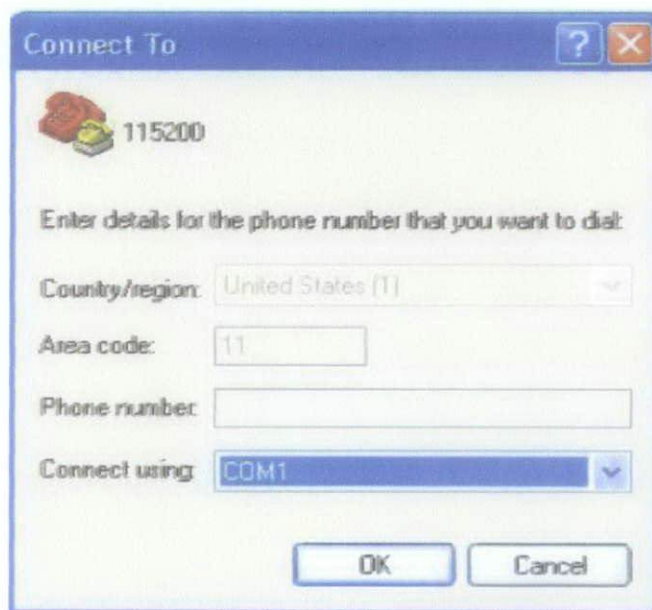 Connect To
115200
Enter details for the phone number that you want to dial:
Country/region: United States (1)
Area code: 11
Phone number:
Connect using: COM1
OK Cancel